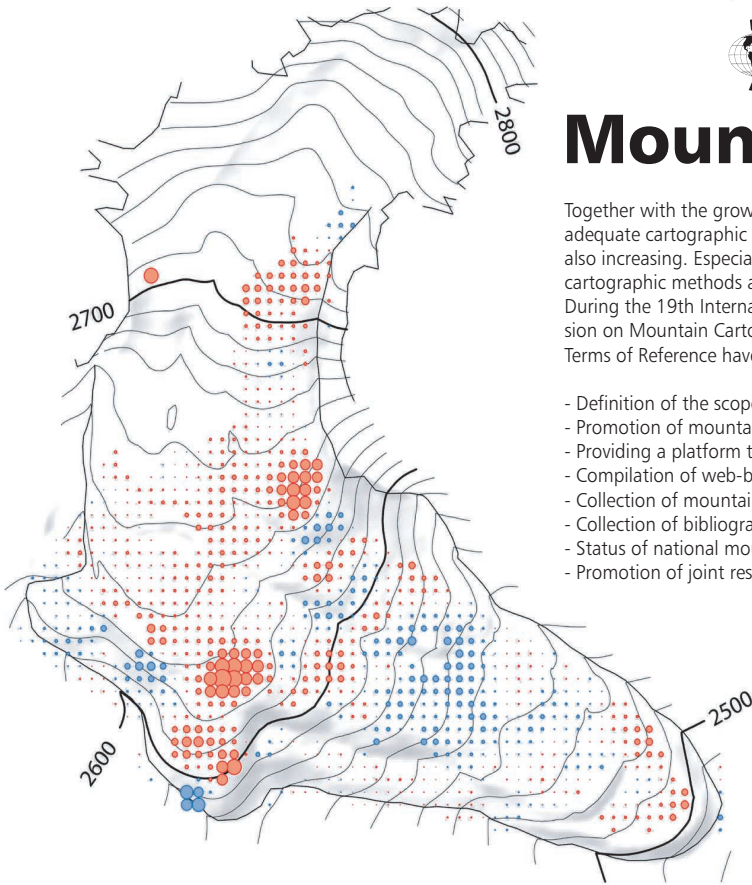 2800
Moun
Together with the grow
adequate cartographic
also increasing. Especia
cartographic methods a
During the 19th Interna
sion on Mountain Carto
Terms of Reference hav
- Definition of the scope
- Promotion of mountai
- Providing a platform t
- Compilation of web-b
- Collection of mountai
- Collection of bibliogra
- Status of national mo
- Promotion of joint res
2700
2600
2500